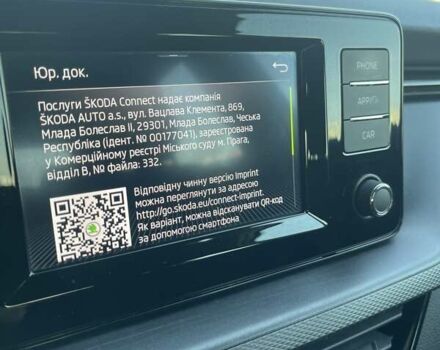 Юр. док.
Послуги ŠKODA Connect надає компанія
ŠKODA AUTO a.s., вул. Вацлава Клемента, 869,
Млада Болеслав II, 29301, Млада Болеслав, Чеська
Республіка (ідент. № 00177041), зареєстрована
у Комерційному реєстрі Міського суду м. Прага,
відділ B, № файла: 332.
Відповідну чинну версію Imprint
можна переглянути за адресою
http://go.skoda.eu/connect-imprint.
Як варіант, можна відсканувати QR-код
за допомогою смартфона
PHONE
APP/Þ
CAR